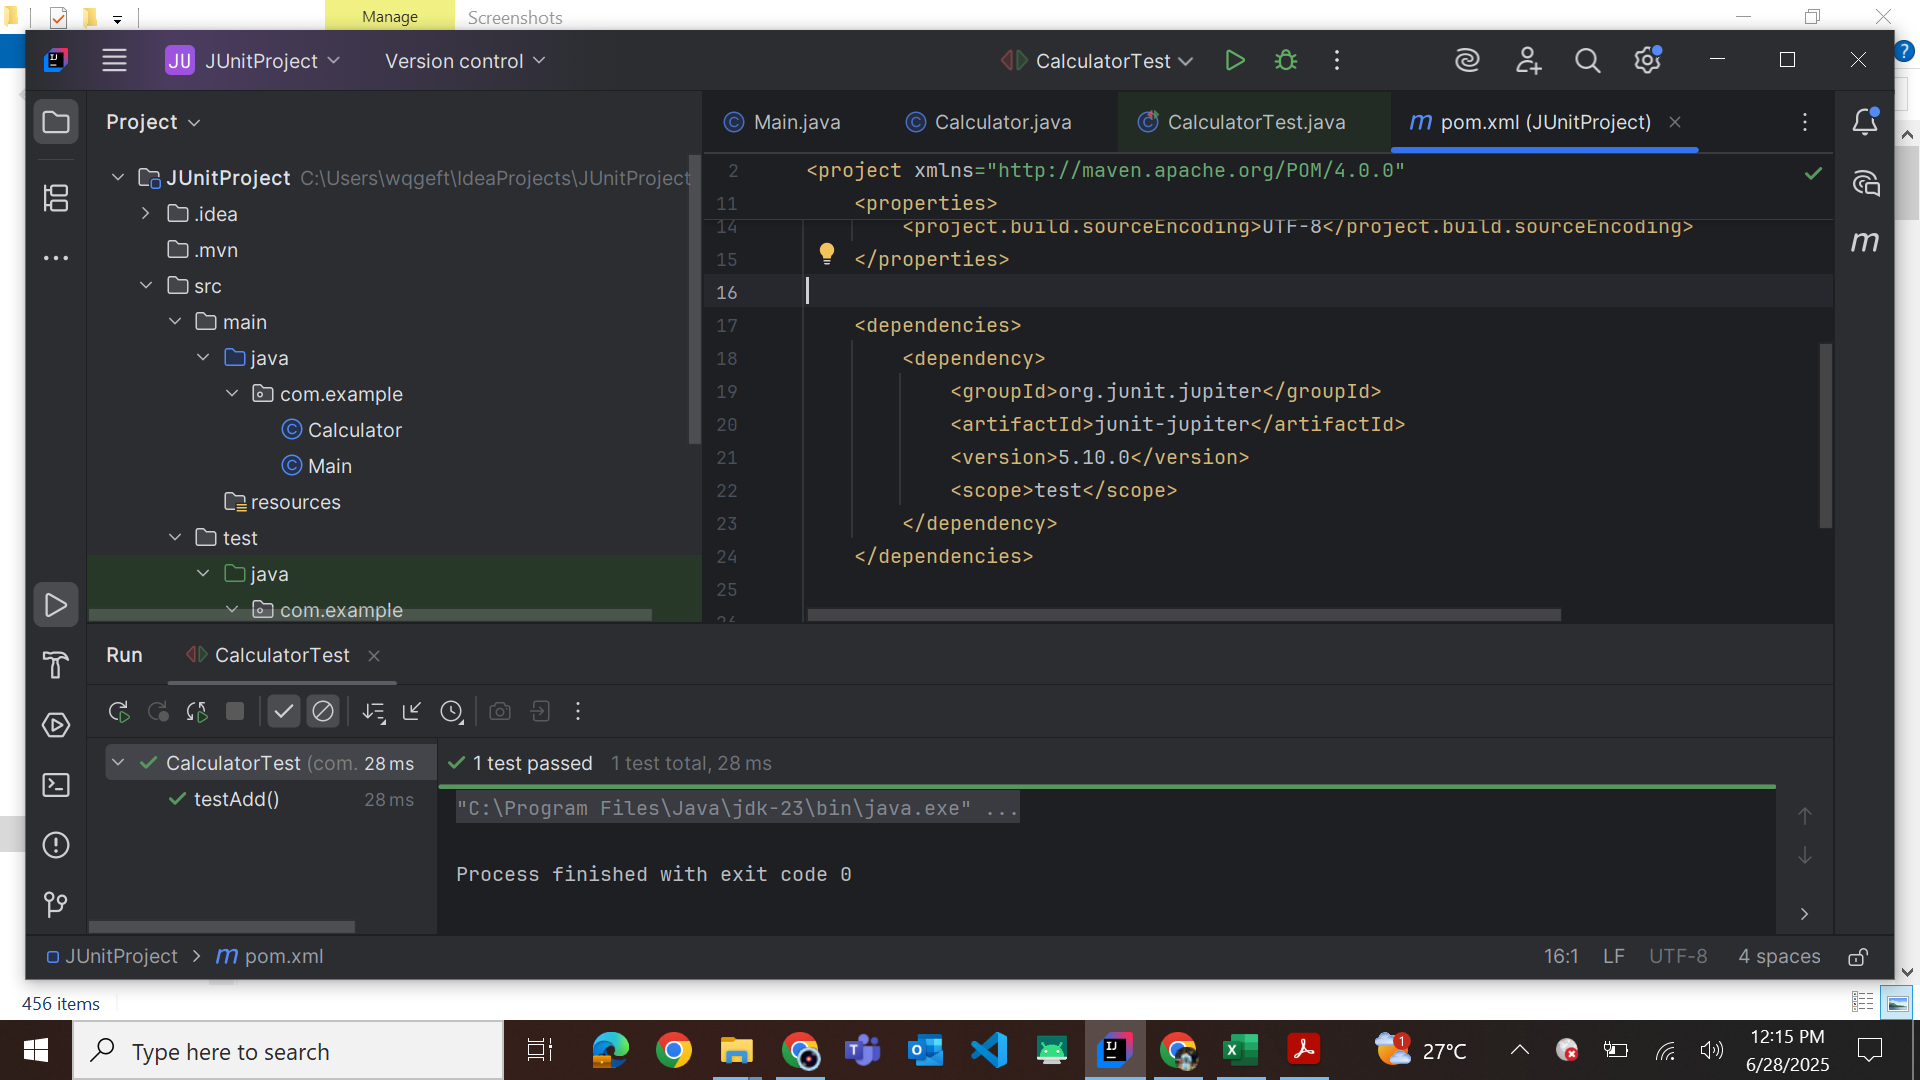 Manage
Screenshots
JU JUnitProject
Version control
CalculatorTest
Project
JUnitProject C:\Users\wqgeft\IdeaProjects\JUnitProject
.idea
.mvn
src
main
java
com.example
Calculator
Main
resources
test
java
com.example
Main.java
Calculator.java
CalculatorTest.java
m pom.xml (JUnitProject)
2 <project xmlns="http://maven.apache.org/POM/4.0.0"
11 <properties>
14 <project.build.sourceEncoding>UTF-8</project.build.sourceEncoding>
15 </properties>
16
17 <dependencies>
18 <dependency>
19 <groupId>org.junit.jupiter</groupId>
20 <artifactId>junit-jupiter</artifactId>
21 <version>5.10.0</version>
22 <scope>test</scope>
23 </dependency>
24 </dependencies>
25
m
Run
CalculatorTest
CalculatorTest (com. 28 ms
testAdd() 28 ms
1 test passed 1 test total, 28 ms
"C:\Program Files\Java\jdk-23\bin\java.exe" ...
Process finished with exit code 0
JUnitProject > m pom.xml
16:1 LF UTF-8 4 spaces
456 items
Type here to search
1
27°C
12:15 PM
6/28/2025